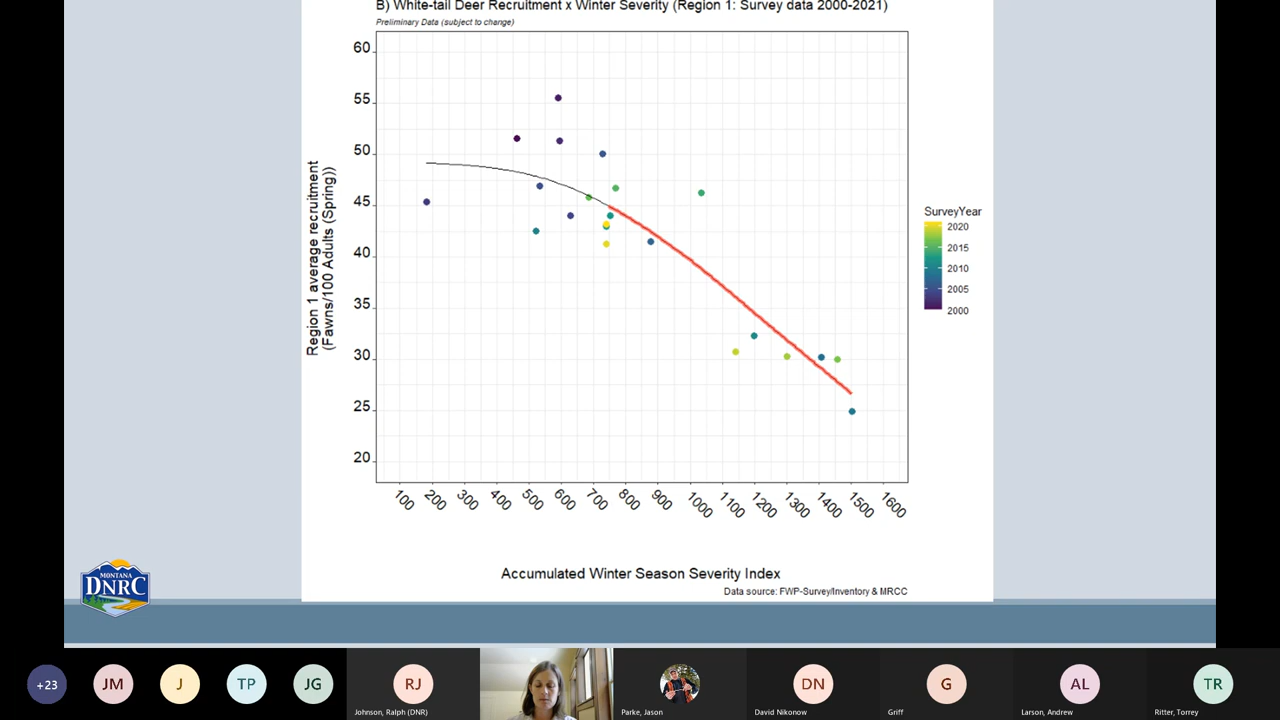 B) White-tail Deer Recruitment x Winter Severity (Region 1: Survey data 2000-2021)
Preliminary Data (subject to change)
60
55
50
45
40
35
30
25
20
Region 1 average recruitment
(Fawns/100 Adults (Spring))
100 200 300 400 500 600 700 800 900 1000 1100 1200 1300 1400 1500 1600
Accumulated Winter Season Severity Index
Data source: FWP-Survey/Inventory & MRCC
SurveyYear
2020
2015
2010
2005
2000
MONTANA
DNRC
+23
JM
J
TP
JG
RJ
Johnson, Ralph (DNR)
Parke, Jason
DN
David Nikonow
G
Griff
AL
Larson, Andrew
TR
Ritter, Torrey